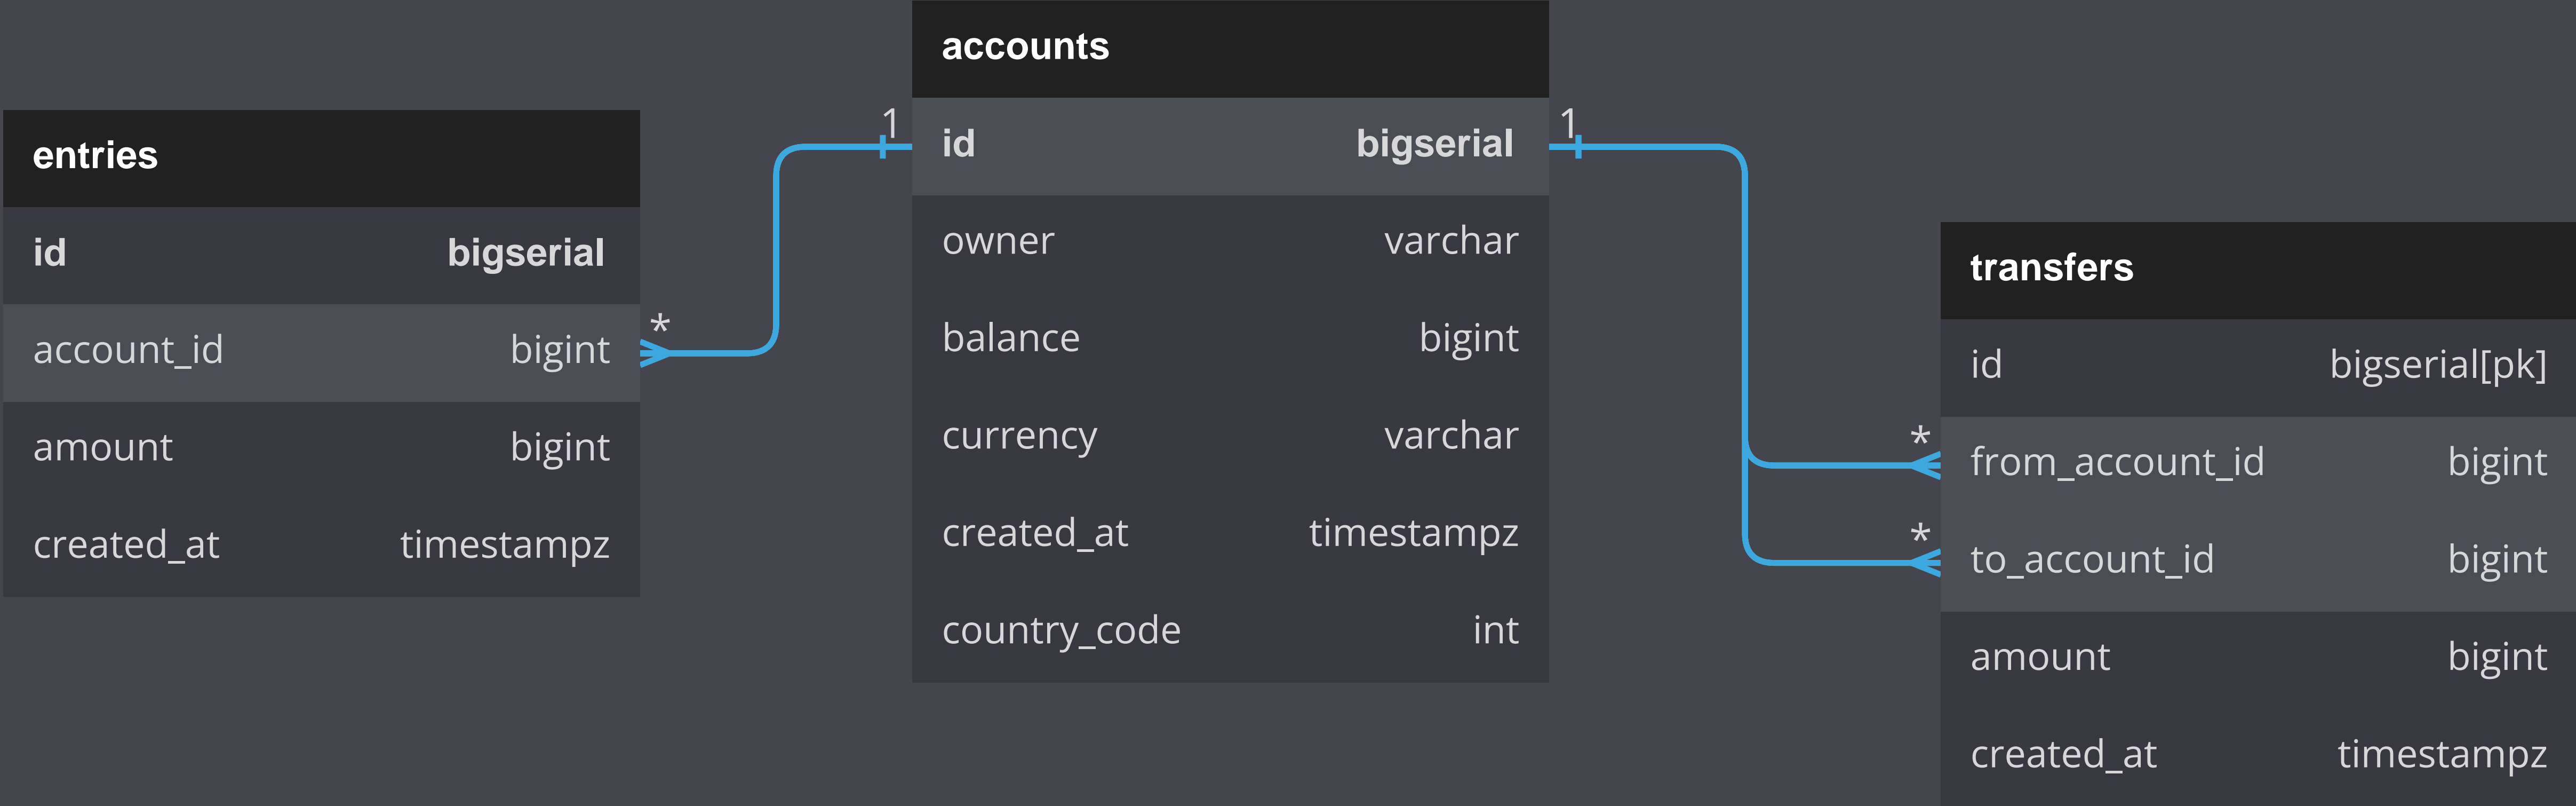 entries
id bigserial
account_id bigint
amount bigint
created_at timestampz
*
1
accounts
id bigserial
owner varchar
balance bigint
currency varchar
created_at timestampz
country_code int
1
*
*
transfers
id bigserial[pk]
from_account_id bigint
to_account_id bigint
amount bigint
created_at timestampz